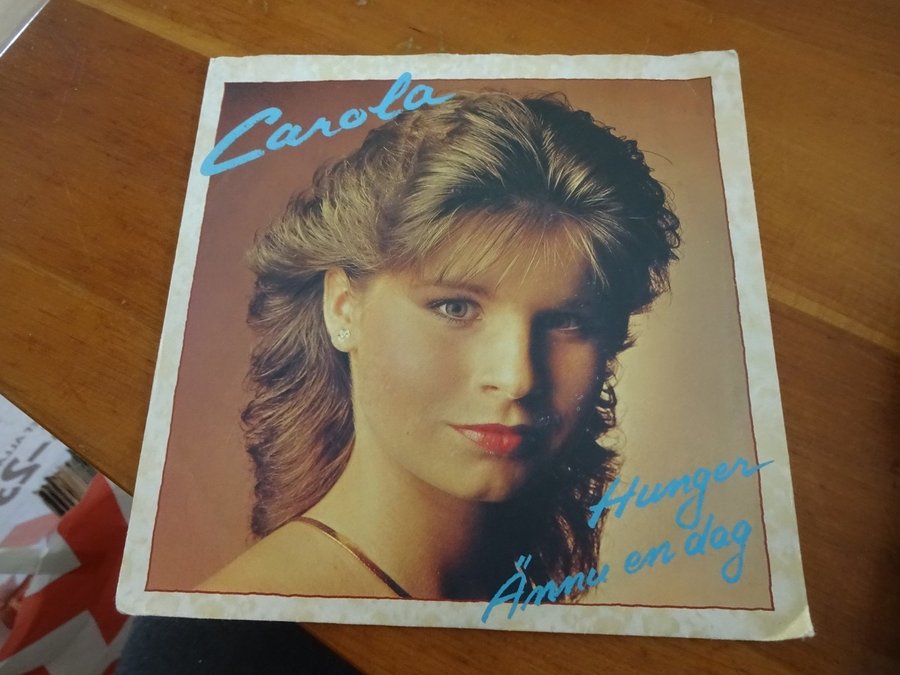 Carola
Hunger
Ännu en dag